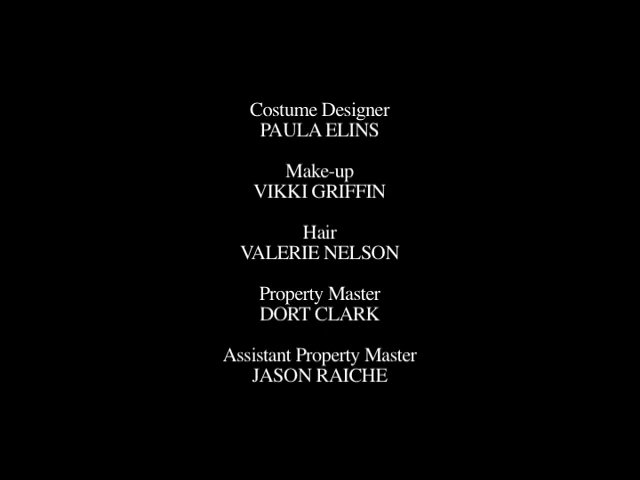 Costume Designer
PAULA ELINS
Make-up
VIKKI GRIFFIN
Hair
VALERIE NELSON
Property Master
DORT CLARK
Assistant Property Master
JASON RAICHE